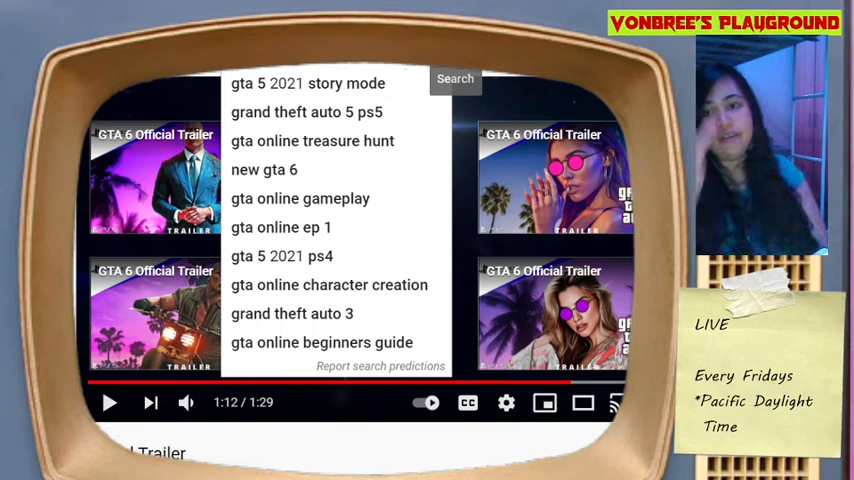 VONBREE'S PLAYGROUND
gta 5 2021 story mode
Search
grand theft auto 5 ps5
GTA 6 Official Trailer
GTA 6 Official Trailer
gta online treasure hunt
new gta 6
gta online gameplay
gta online ep 1
TRAILER
TRAILER
gta 5 2021 ps4
GTA 6 Official Trailer
GTA 6 Official Trailer
gta online character creation
grand theft auto 3
gta online beginners guide
TRAILER
TRAILER
Report search predictions
1:12 / 1:29
CC
Trailer
LIVE
Every Fridays
*Pacific Daylight
Time